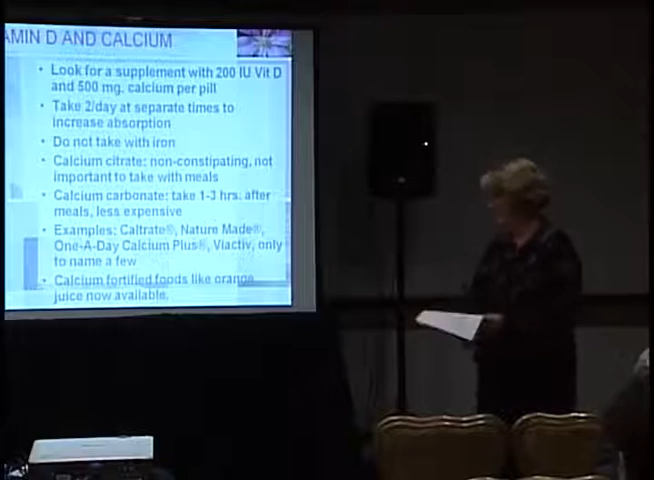 AMIN D AND CALCIUM
• Look for a supplement with 200 IU Vit D
and 500 mg. calcium per pill
• Take 2/day at separate times to
increase absorption
• Do not take with iron
• Calcium citrate: non-constipating, not
important to take with meals
• Calcium carbonate: take 1-3 hrs. after
meals, less expensive
• Examples: Caltrate®, Nature Made®,
One-A-Day Calcium Plus®, Viactiv, only
to name a few
• Calcium fortified foods like orange
juice now available.